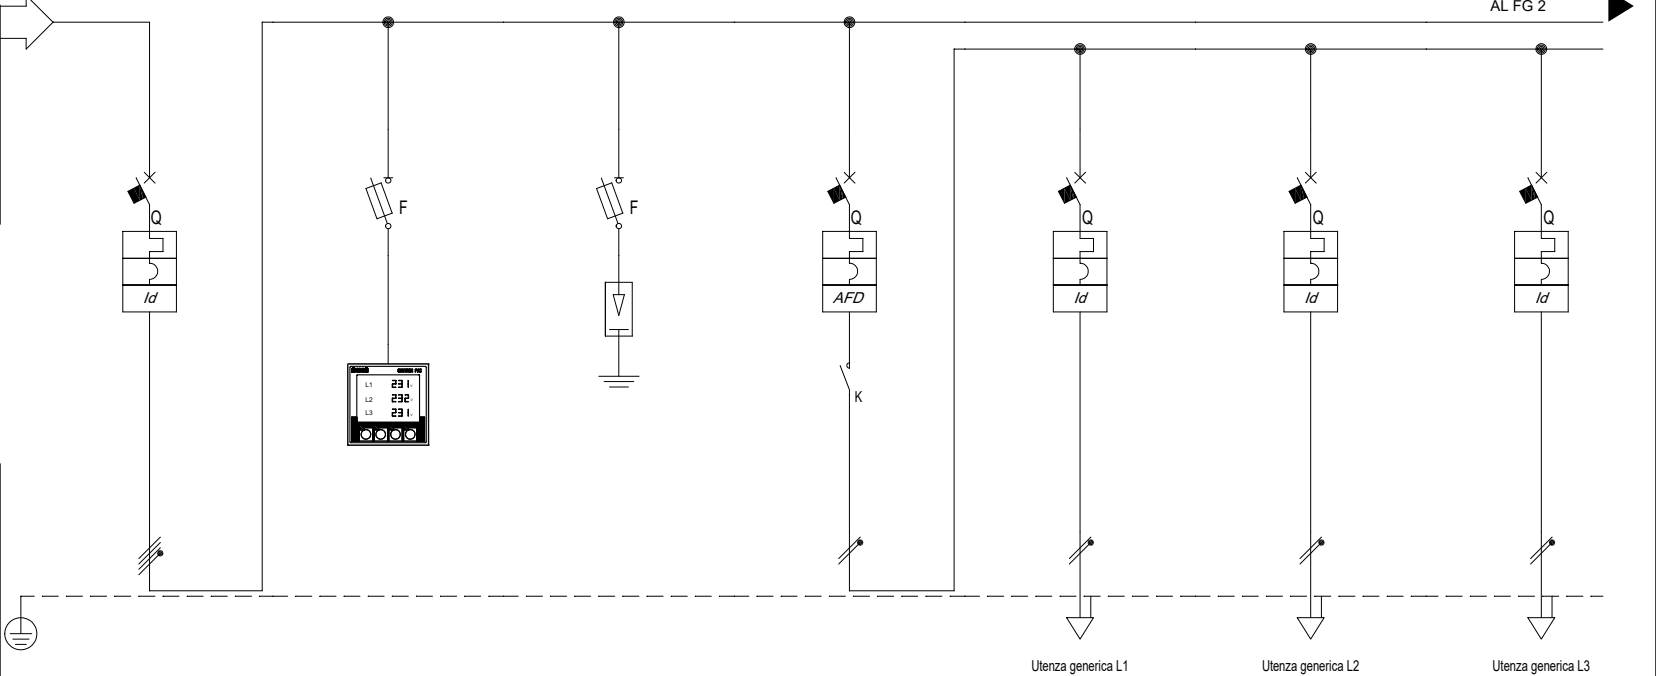 AL FG 2
F
F
Q
Q
Q
Q
Q
Id
AFD
Id
Id
Id
L1 231
L2 232
L3 231
K
Utenza generica L1
Utenza generica L2
Utenza generica L3